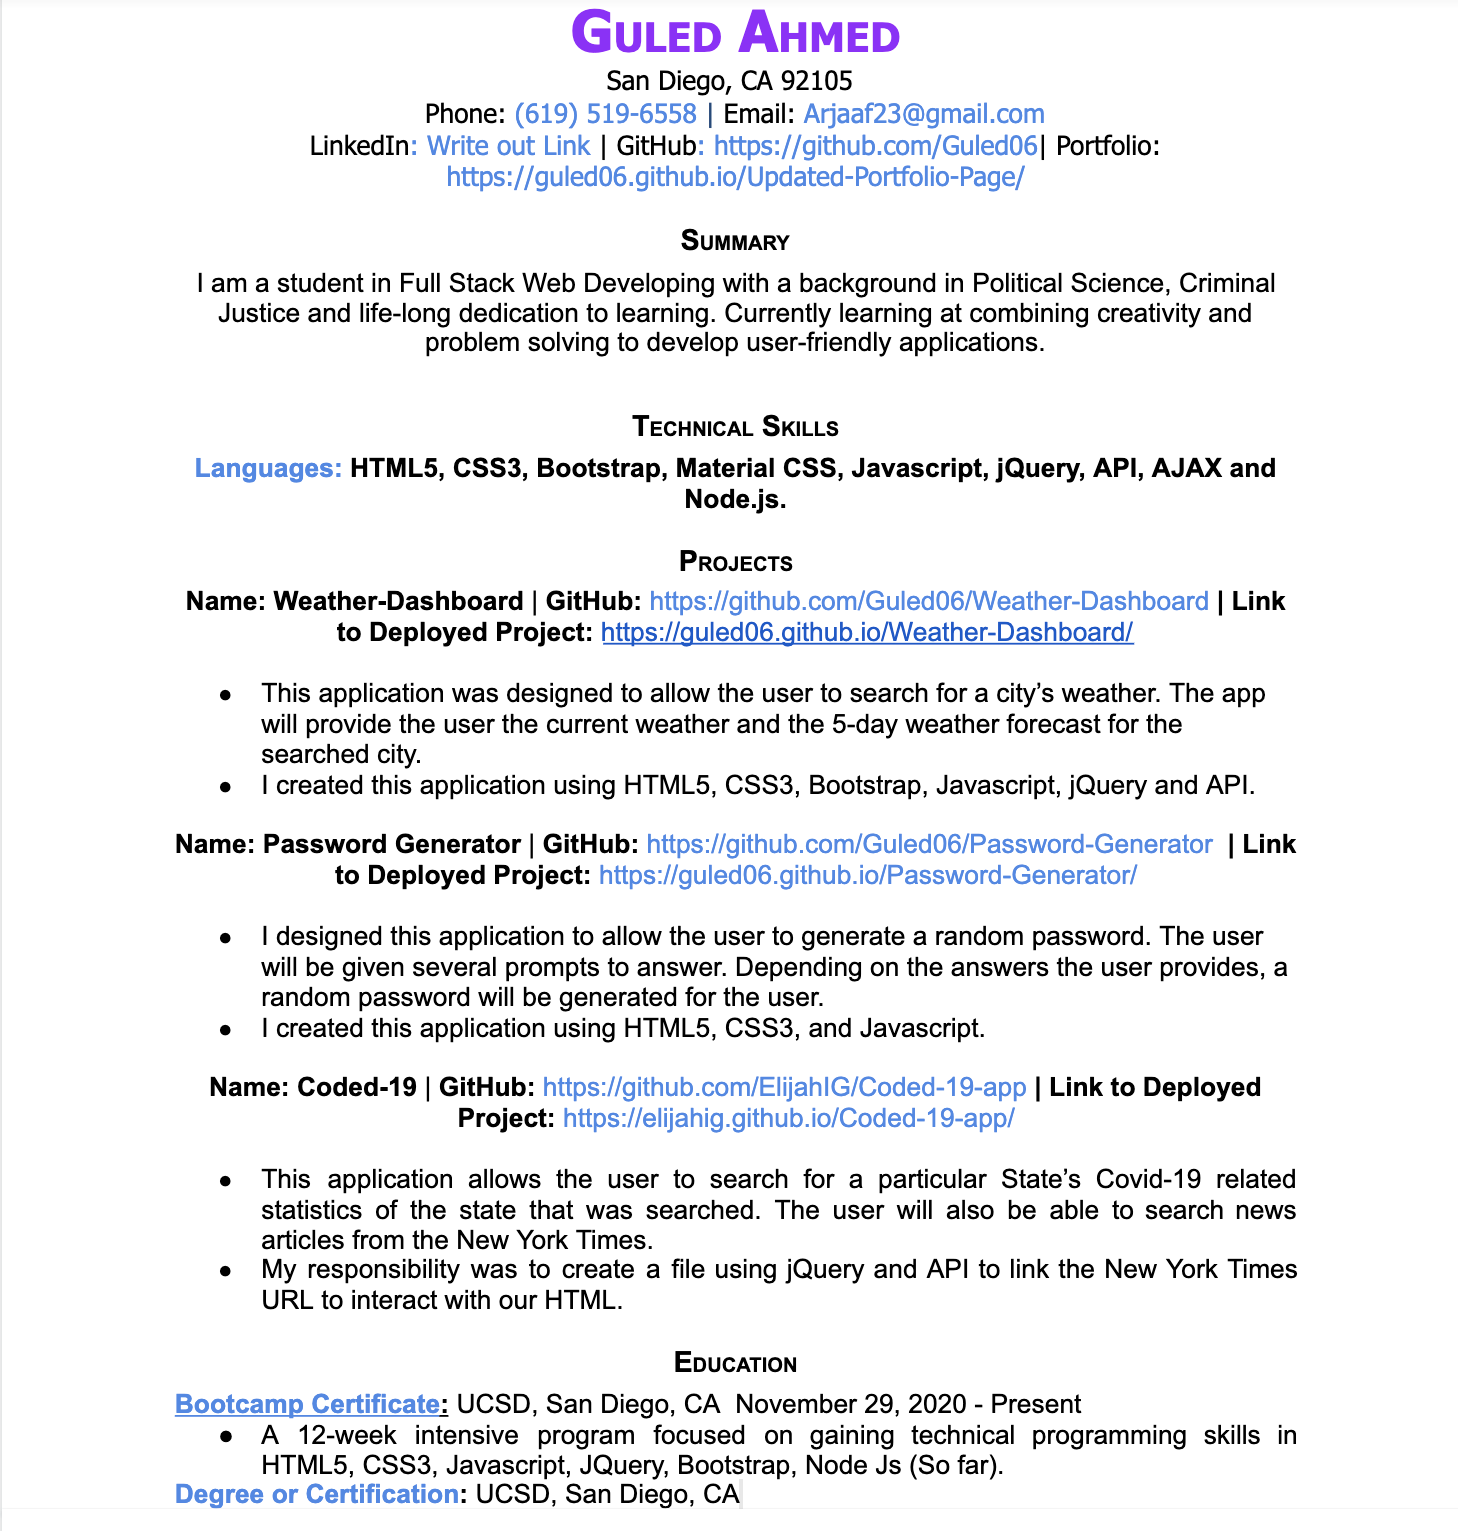 Guled Ahmed
San Diego, CA 92105
Phone: (619) 519-6558 | Email: Arjaaf23@gmail.com
LinkedIn: Write out Link | GitHub: https://github.com/Guled06| Portfolio:
https://guled06.github.io/Updated-Portfolio-Page/
Summary
I am a student in Full Stack Web Developing with a background in Political Science, Criminal
Justice and life-long dedication to learning. Currently learning at combining creativity and
problem solving to develop user-friendly applications.
Technical Skills
Languages: HTML5, CSS3, Bootstrap, Material CSS, Javascript, jQuery, API, AJAX and
Node.js.
Projects
Name: Weather-Dashboard | GitHub: https://github.com/Guled06/Weather-Dashboard | Link
to Deployed Project: https://guled06.github.io/Weather-Dashboard/
● This application was designed to allow the user to search for a city’s weather. The app
will provide the user the current weather and the 5-day weather forecast for the
searched city.
● I created this application using HTML5, CSS3, Bootstrap, Javascript, jQuery and API.
Name: Password Generator | GitHub: https://github.com/Guled06/Password-Generator | Link
to Deployed Project: https://guled06.github.io/Password-Generator/
● I designed this application to allow the user to generate a random password. The user
will be given several prompts to answer. Depending on the answers the user provides, a
random password will be generated for the user.
● I created this application using HTML5, CSS3, and Javascript.
Name: Coded-19 | GitHub: https://github.com/ElijahIG/Coded-19-app | Link to Deployed
Project: https://elijahig.github.io/Coded-19-app/
● This application allows the user to search for a particular State’s Covid-19 related
statistics of the state that was searched. The user will also be able to search news
articles from the New York Times.
● My responsibility was to create a file using jQuery and API to link the New York Times
URL to interact with our HTML.
Education
Bootcamp Certificate: UCSD, San Diego, CA November 29, 2020 - Present
● A 12-week intensive program focused on gaining technical programming skills in
HTML5, CSS3, Javascript, JQuery, Bootstrap, Node Js (So far).
Degree or Certification: UCSD, San Diego, CA